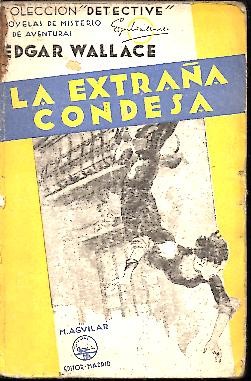 COLECCION "DETECTIVE"
NOVELAS DE MISTERIO
DE AVENTURAS
EDGAR WALLACE
LA EXTRAÑA
CONDESA
M. AGUILAR
EDITOR-MADRID